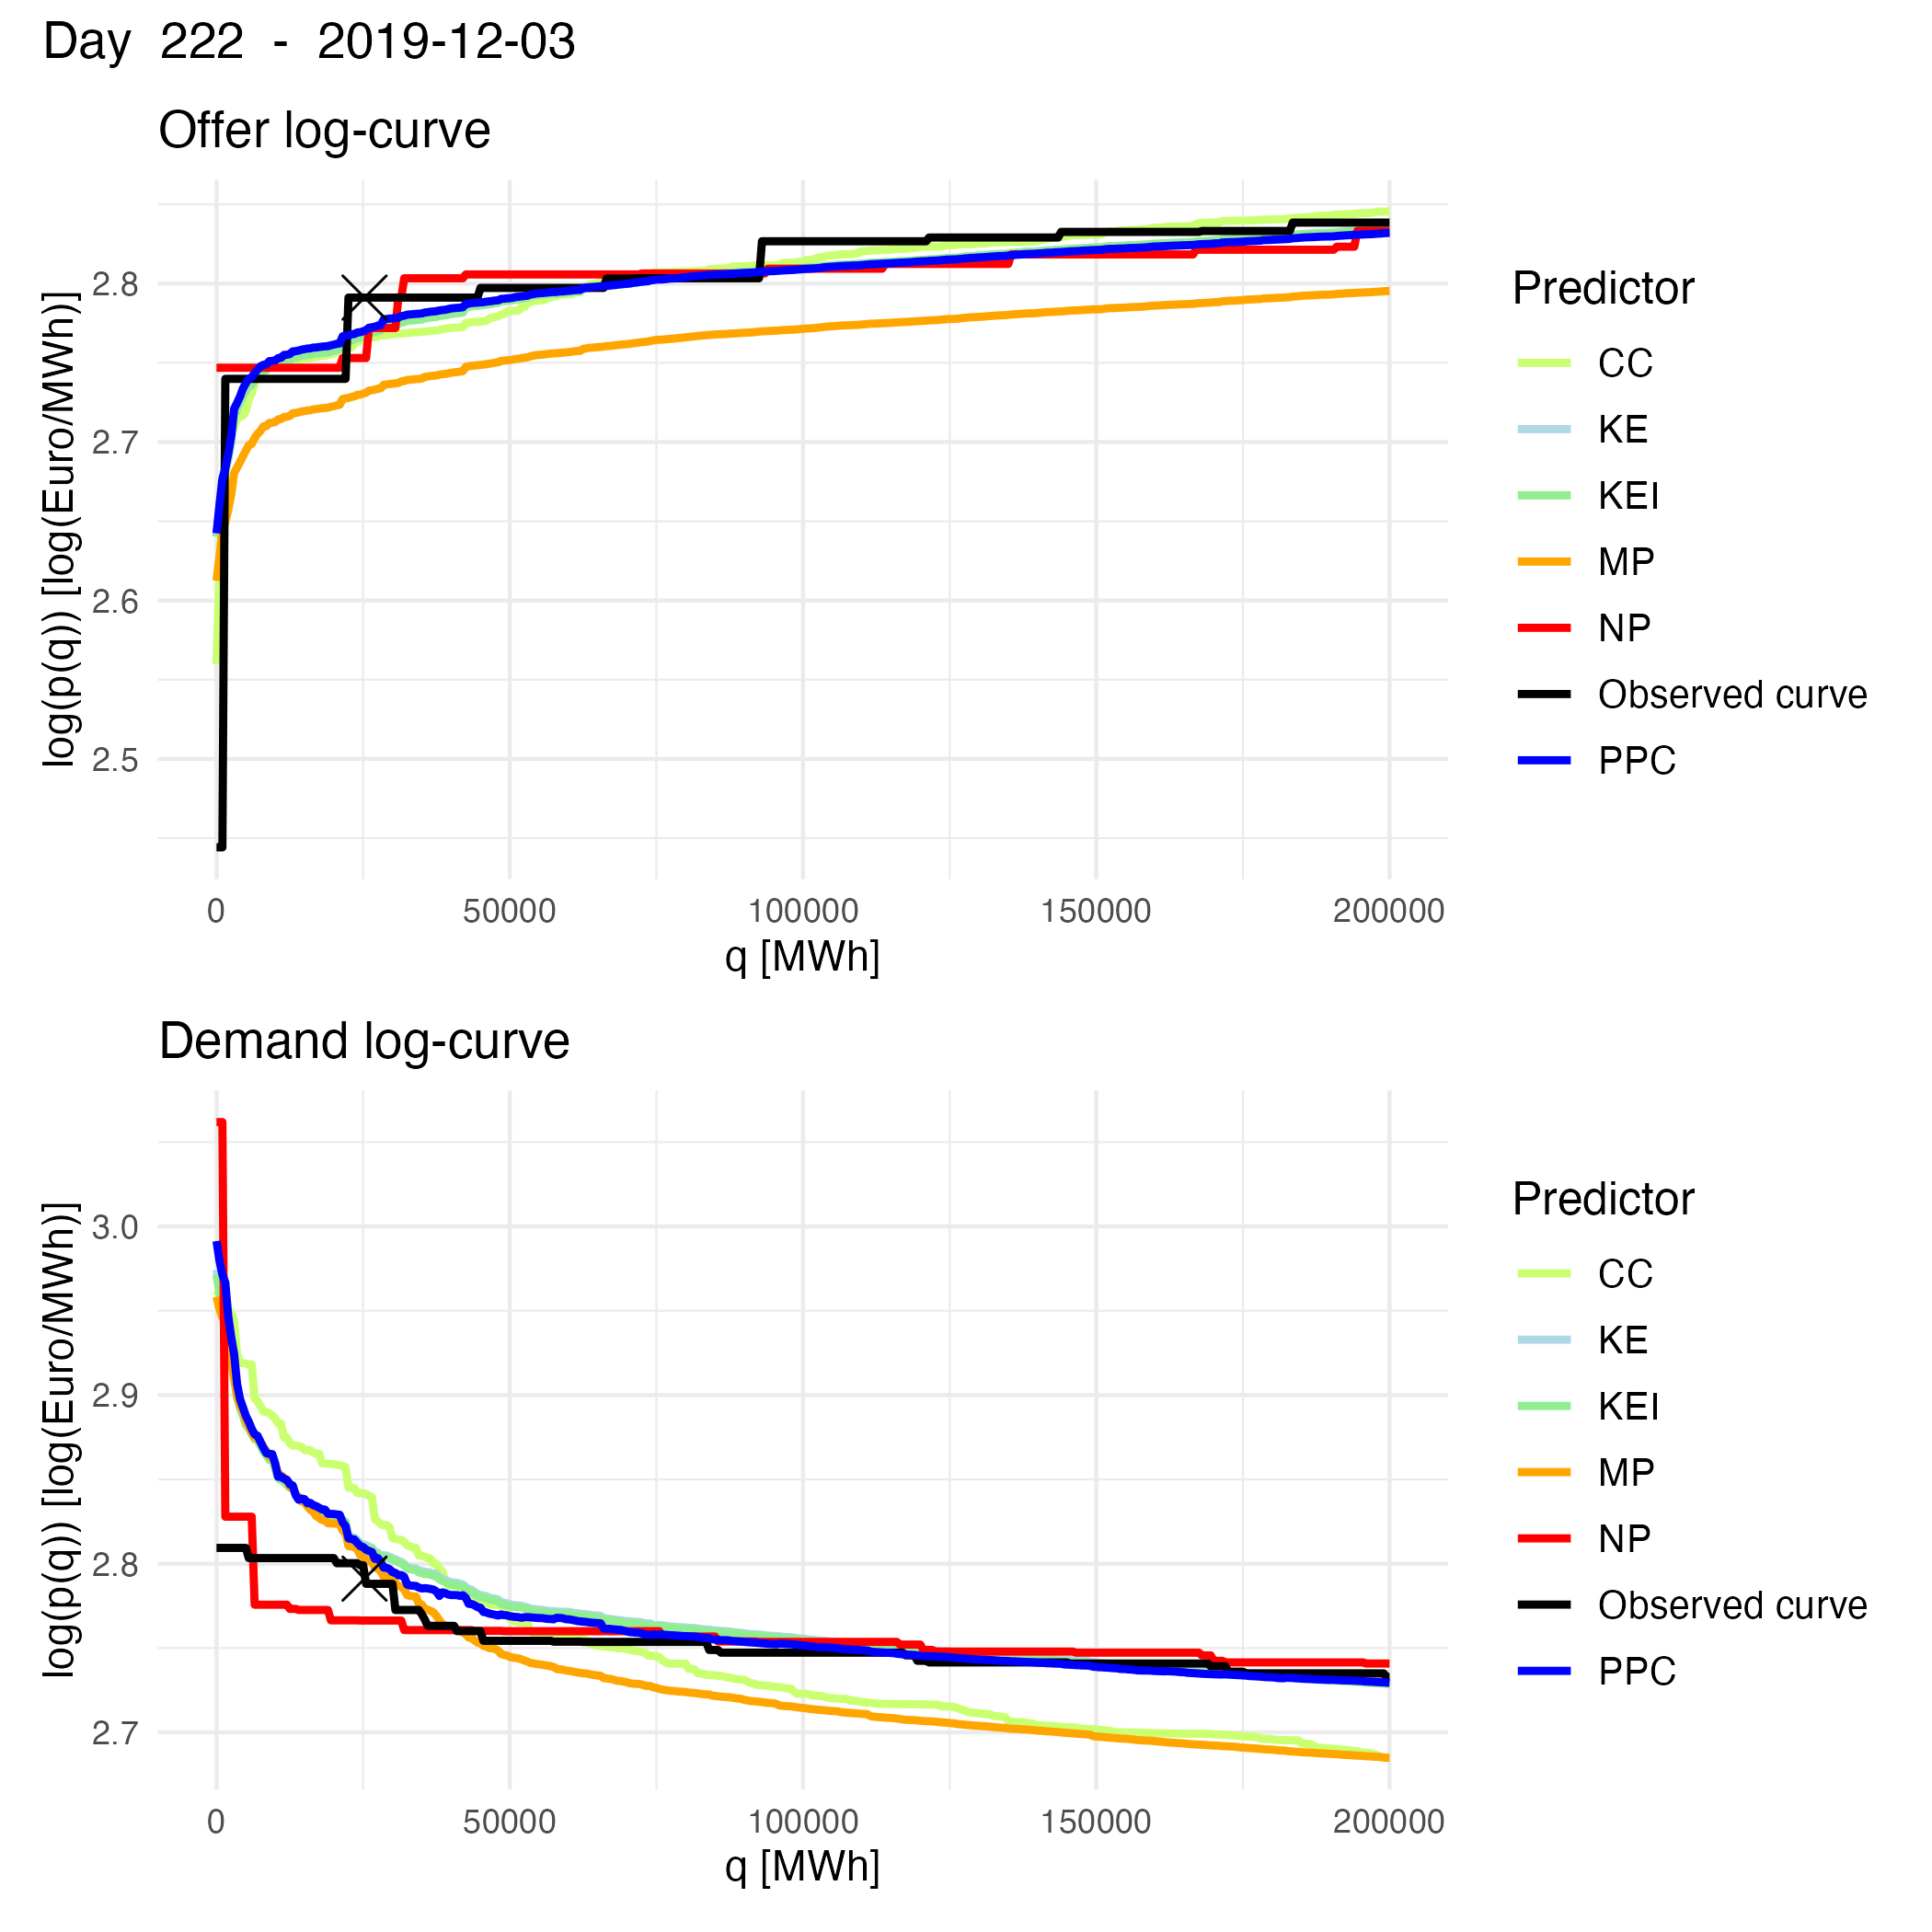 Day 222 - 2019-12-03
Offer log-curve
log(p(q)) [log(Euro/MWh)]
2.8
2.7
2.6
2.5
0
50000
100000
150000
200000
q [MWh]
Predictor
CC
KE
KEI
MP
NP
Observed curve
PPC
Demand log-curve
log(p(q)) [log(Euro/MWh)]
3.0
2.9
2.8
2.7
0
50000
100000
150000
200000
q [MWh]
Predictor
CC
KE
KEI
MP
NP
Observed curve
PPC